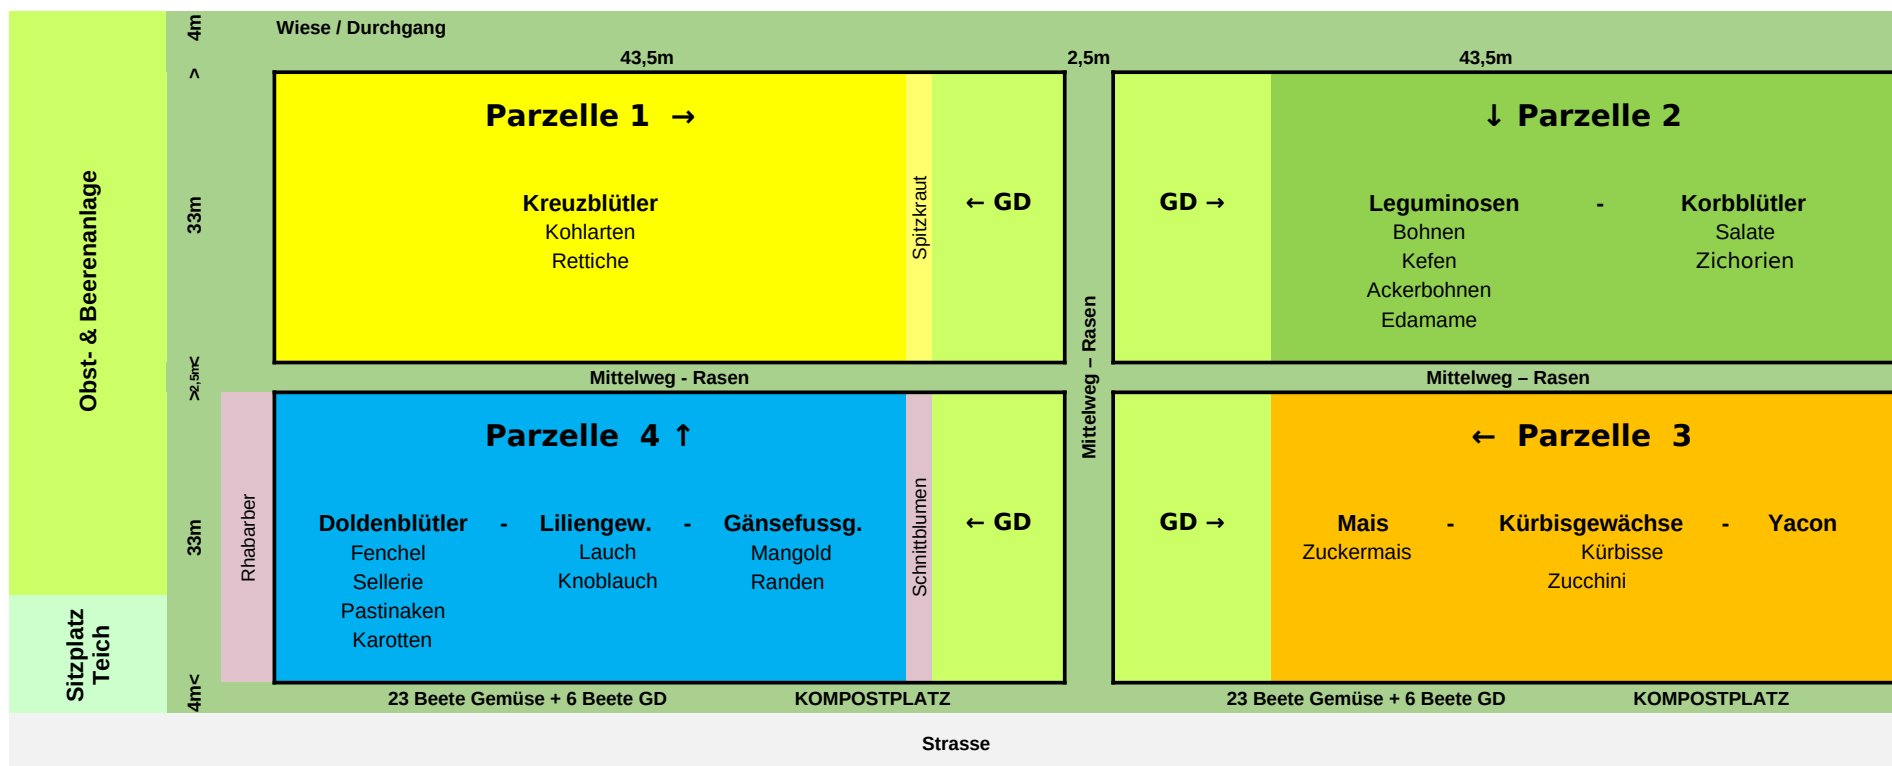 4m
Wiese / Durchgang
43,5m
2,5m
43,5m
>
Parzelle 1 →
↓ Parzelle 2
Obst- & Beerenanlage
33m
Kreuzblütler
Kohlarten
Rettiche
Spitzkraut
← GD
GD →
Leguminosen - Korbblütler
Bohnen Salate
Kefen Zichorien
Ackerbohnen
Edamame
Mittelweg – Rasen
>2,5m<
Mittelweg - Rasen
Mittelweg – Rasen
Parzelle 4 ↑
← Parzelle 3
Rhabarber
33m
Doldenblütler - Liliengew. - Gänsefussg.
Fenchel Lauch Mangold
Sellerie Knoblauch Randen
Pastinaken
Karotten
Schnittblumen
← GD
GD →
Mais - Kürbisgewächse - Yacon
Zuckermais Kürbisse
Zucchini
Sitzplatz
Teich
4m<
23 Beete Gemüse + 6 Beete GD KOMPOSTPLATZ
23 Beete Gemüse + 6 Beete GD KOMPOSTPLATZ
Strasse